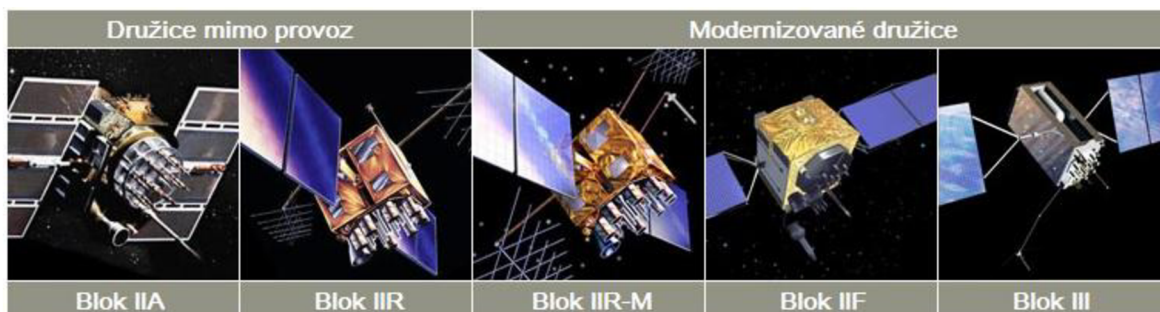 Družice mimo provoz
Modernizované družice
Blok IIA
Blok IIR
Blok IIR-M
Blok IIF
Blok III